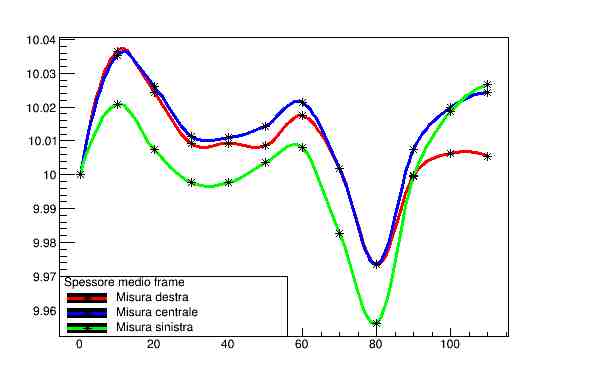 10.04
10.03
10.02
10.01
10
9.99
9.98
9.97
9.96
Spessore medio frame
Misura destra
Misura centrale
Misura sinistra
0 20 40 60 80 100